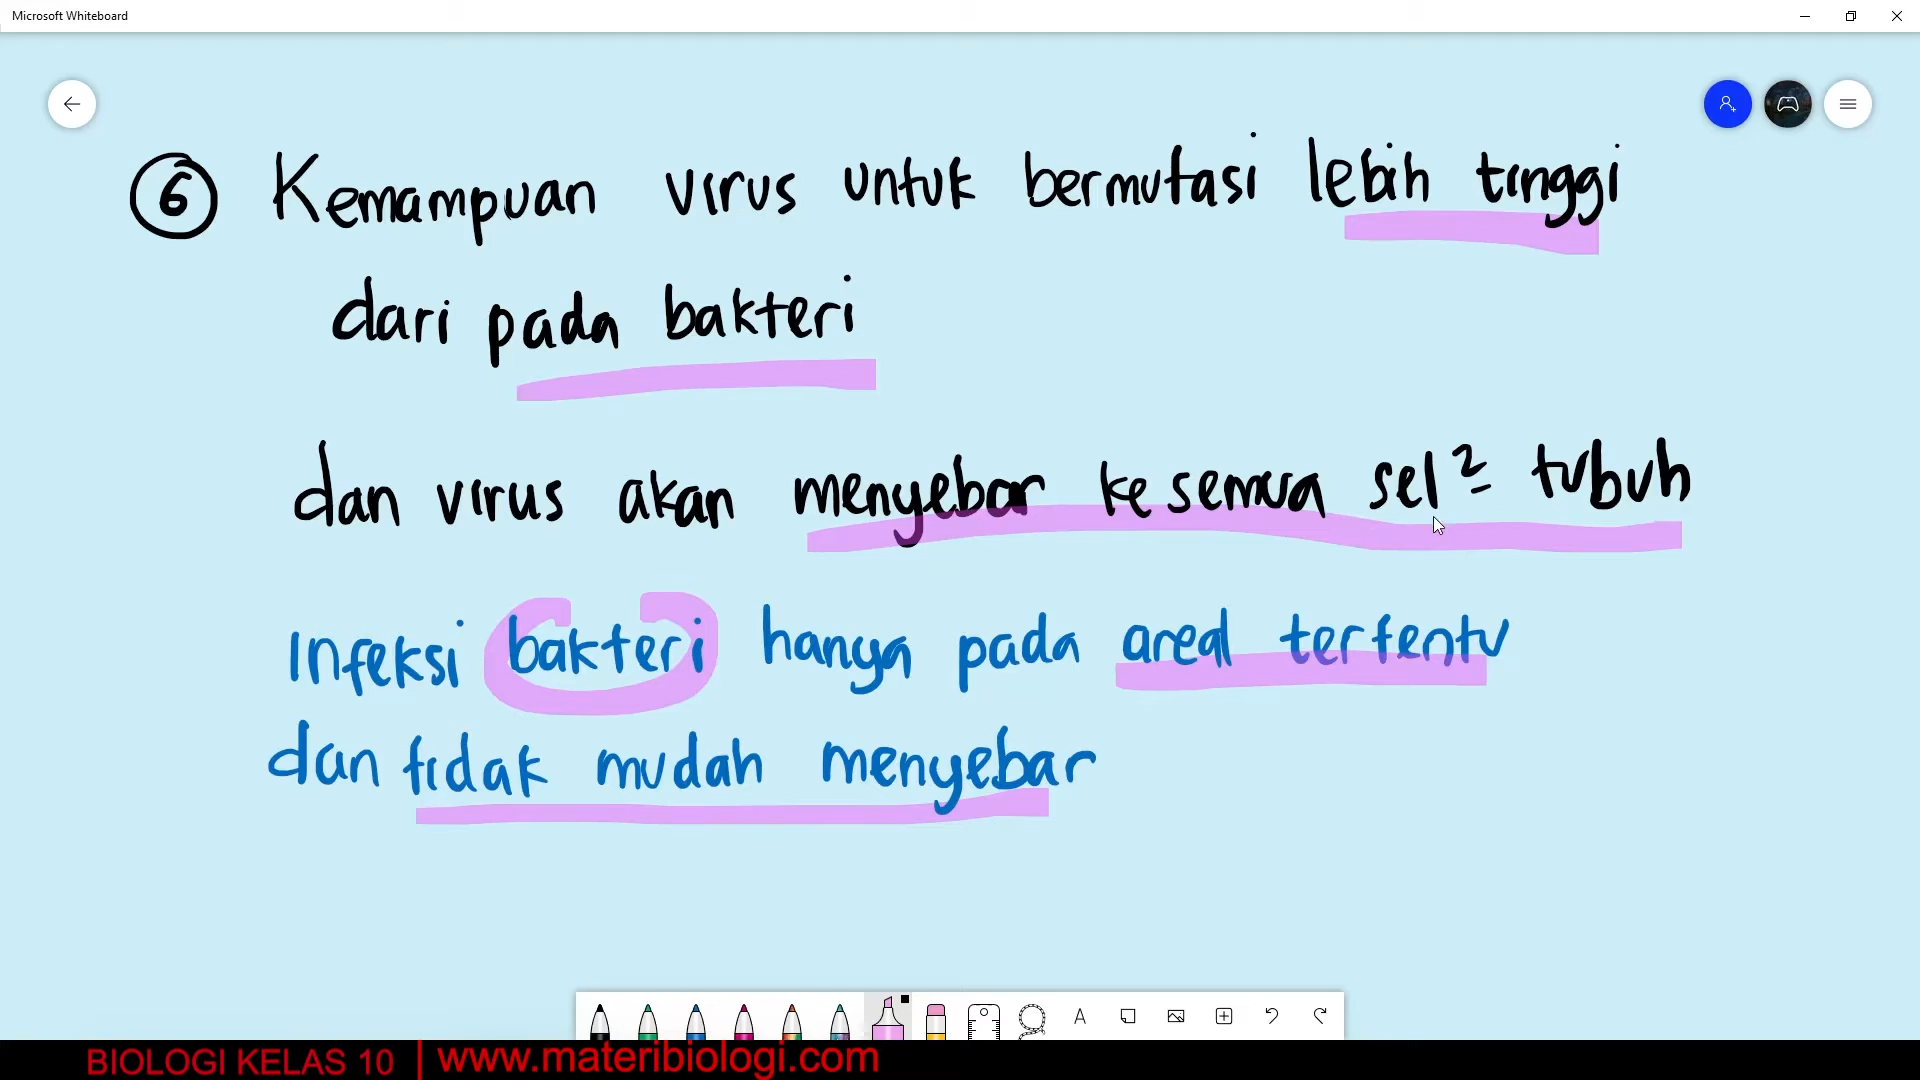 Microsoft Whiteboard
6 Kemampuan virus untuk bermutasi lebih tinggi
dari pada bakteri
dan virus akan menyebar ke semua sel² tubuh
Infeksi bakteri hanya pada areal tertentu
dan tidak mudah menyebar
A
BIOLOGI KELAS 10 | www.materibiologi.com